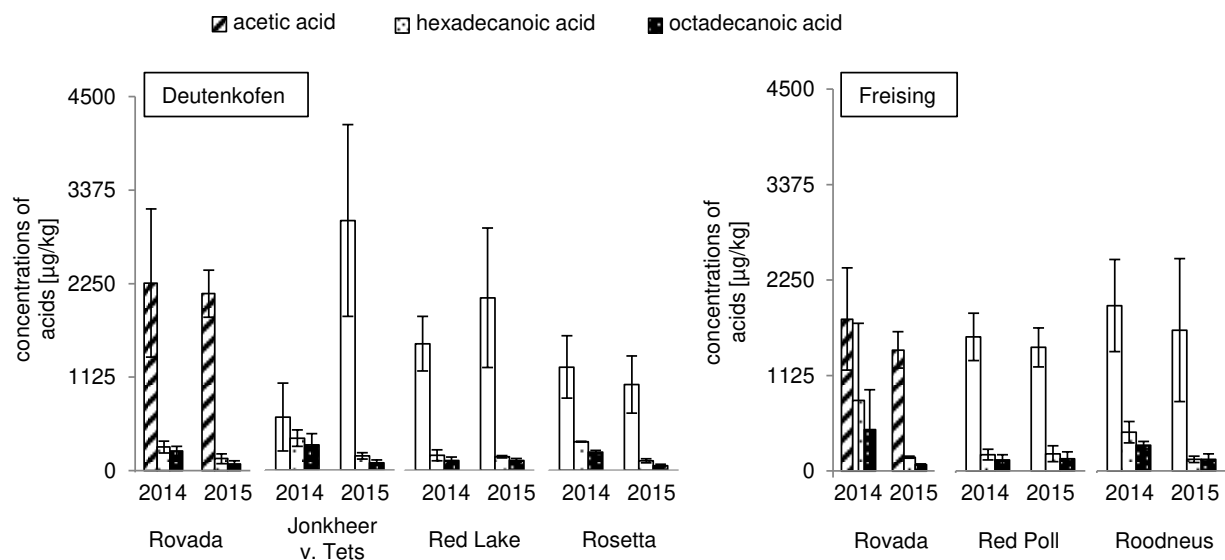 acetic acid hexadecanoic acid octadecanoic acid
Deutenkofen
concentrations of
acids [µg/kg]
4500
3375
2250
1125
0
2014 2015 2014 2015 2014 2015 2014 2015
Rovada Jonkheer
v. Tets Red Lake Rosetta
Freising
concentrations of
acids [µg/kg]
4500
3375
2250
1125
0
2014 2015 2014 2015 2014 2015
Rovada Red Poll Roodneus